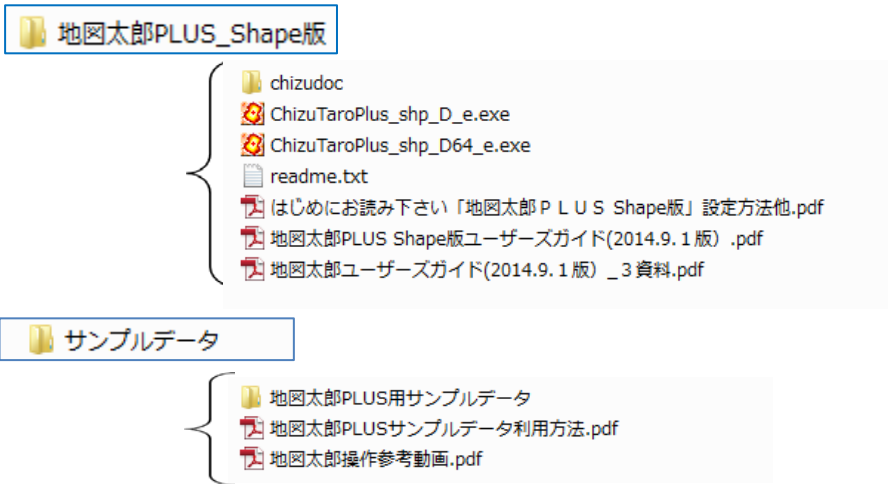 地図太郎PLUS_Shape版
chizudoc
ChizuTaroPlus_shp_D_e.exe
ChizuTaroPlus_shp_D64_e.exe
readme.txt
はじめにお読み下さい「地図太郎ＰＬＵＳ Shape版」設定方法他.pdf
地図太郎PLUS Shape版ユーザーズガイド(2014.9.１版）.pdf
地図太郎ユーザーズガイド(2014.9.１版）_３資料.pdf
サンプルデータ
地図太郎PLUS用サンプルデータ
地図太郎PLUSサンプルデータ利用方法.pdf
地図太郎操作参考動画.pdf